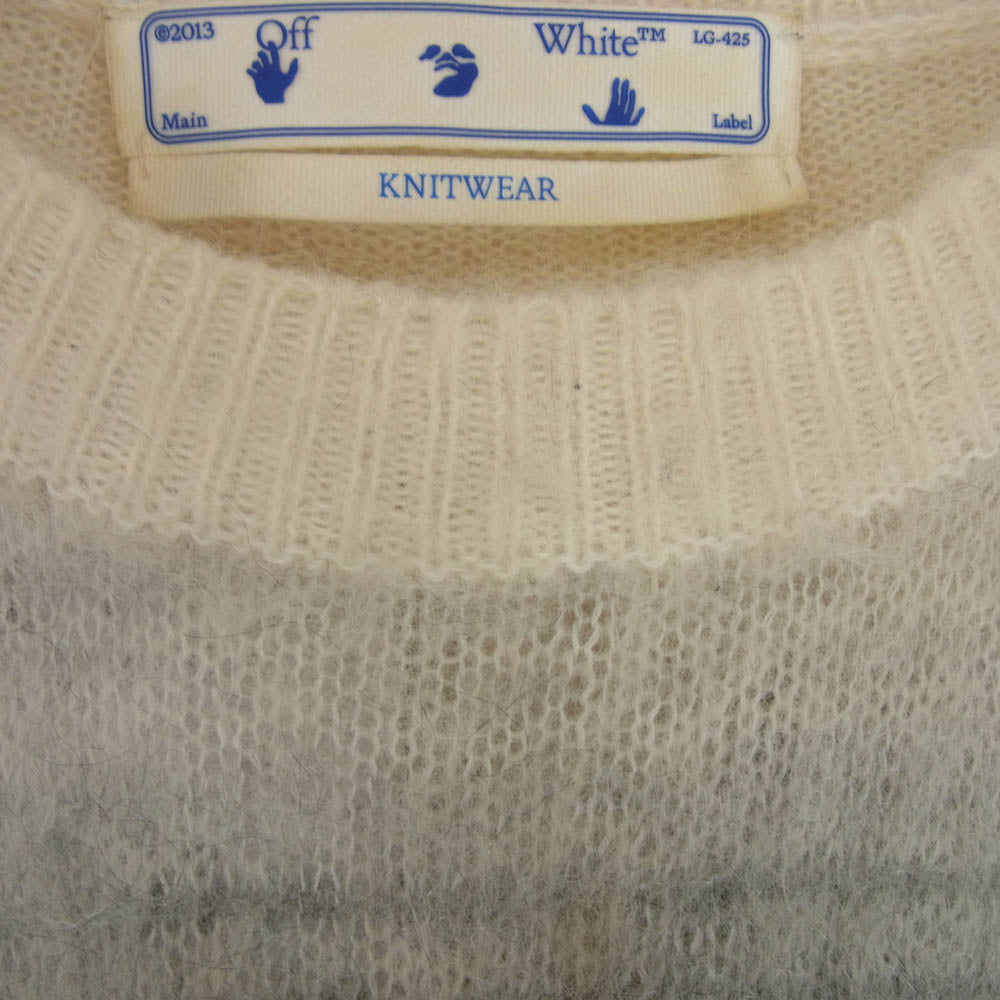 ©2013 Off White™ LG-425
Main Label
KNITWEAR